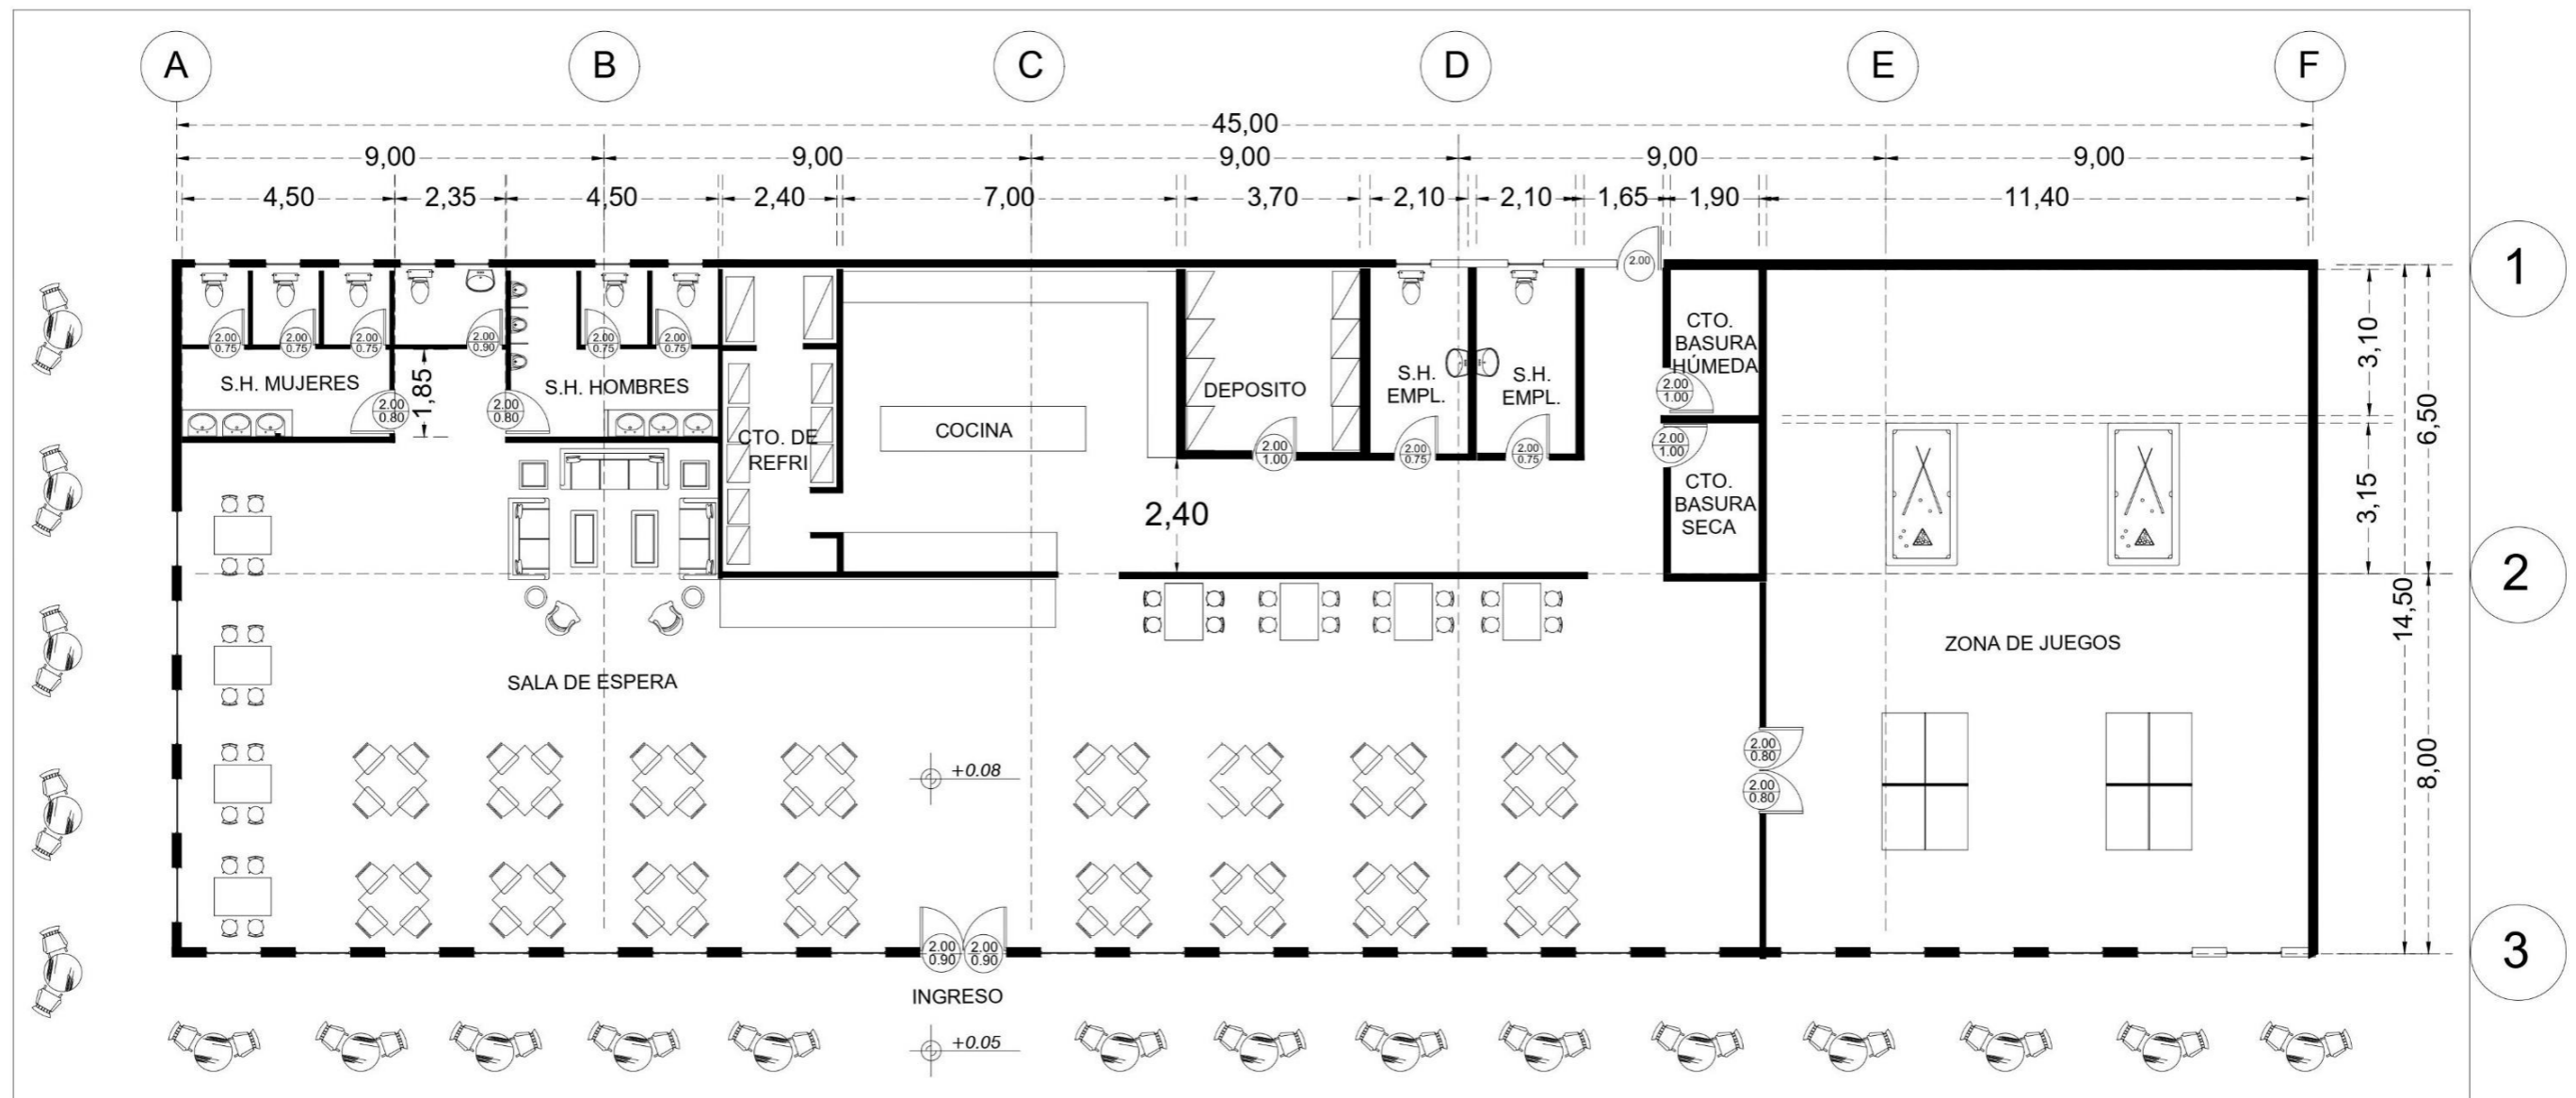 A B C D E F
45,00
9,00 9,00 9,00 9,00 9,00
4,50 2,35 4,50 2,40 7,00 3,70 2,10 2,10 1,65 1,90 11,40
1
2.00
2.00
0.75
2.00
0.75
2.00
0.75
2.00
0.90
2.00
0.75
2.00
0.75
CTO.
BASURA
HÚMEDA
3,10
S.H. MUJERES
1,85
S.H. HOMBRES
DEPOSITO
S.H.
EMPL.
S.H.
EMPL.
2.00
1.00
2.00
0.80
2.00
0.80
6,50
CTO. DE
REFRI
COCINA
2.00
1.00
2.00
0.75
2.00
0.75
2.00
1.00
2,40
CTO.
BASURA
SECA
3,15
2
14,50
ZONA DE JUEGOS
SALA DE ESPERA
+0.08
2.00
0.80
2.00
0.80
8,00
2.00
0.90
2.00
0.90
3
INGRESO
+0.05